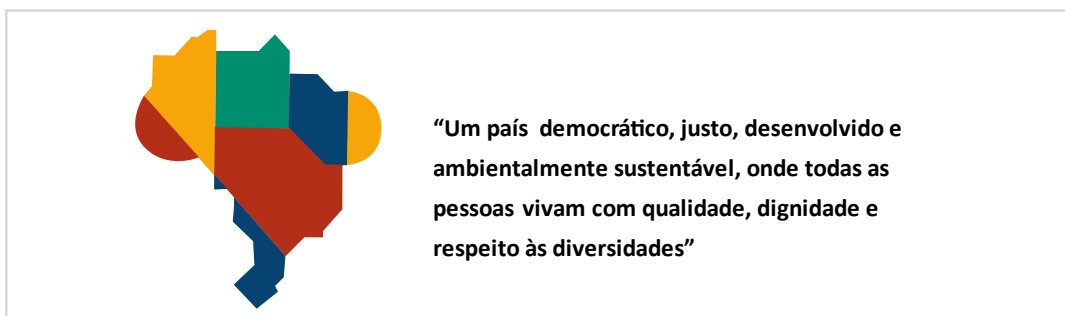 “Um país  democrático, justo, desenvolvido e
ambientalmente sustentável, onde todas as
pessoas vivam com qualidade, dignidade e
respeito às diversidades”